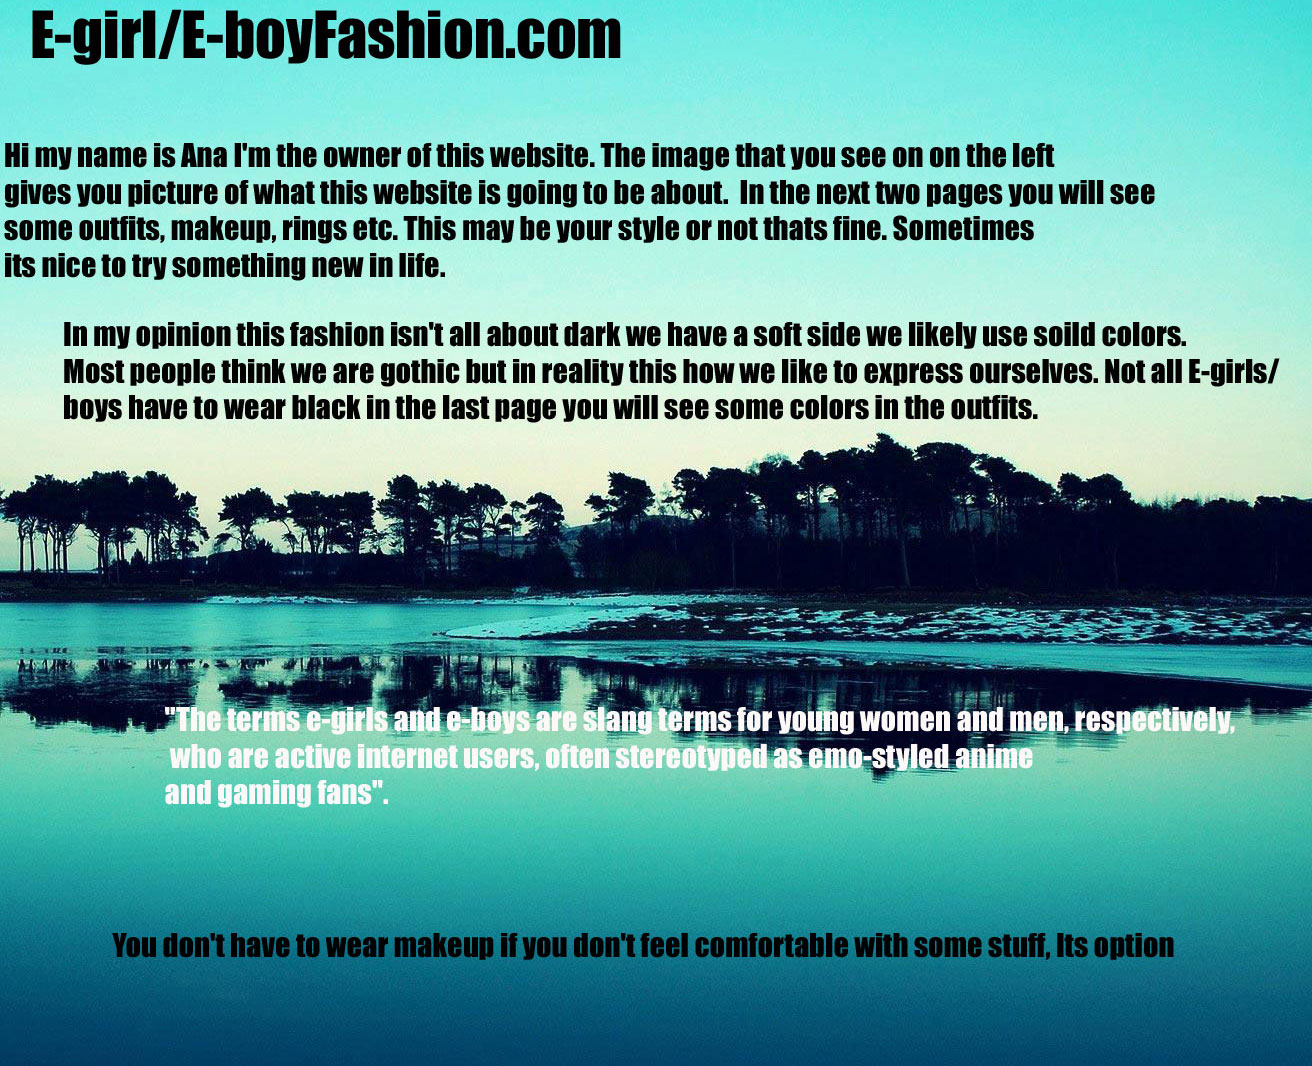 E-girl/E-boyFashion.com
Hi my name is Ana I'm the owner of this website. The image that you see on on the left
gives you picture of what this website is going to be about. In the next two pages you will see
some outfits, makeup, rings etc. This may be your style or not thats fine. Sometimes
its nice to try something new in life.
In my opinion this fashion isn't all about dark we have a soft side we likely use soild colors.
Most people think we are gothic but in reality this how we like to express ourselves. Not all E-girls/
boys have to wear black in the last page you will see some colors in the outfits.
"The terms e-girls and e-boys are slang terms for young women and men, respectively,
who are active internet users, often stereotyped as emo-styled anime
and gaming fans".
You don't have to wear makeup if you don't feel comfortable with some stuff, Its option